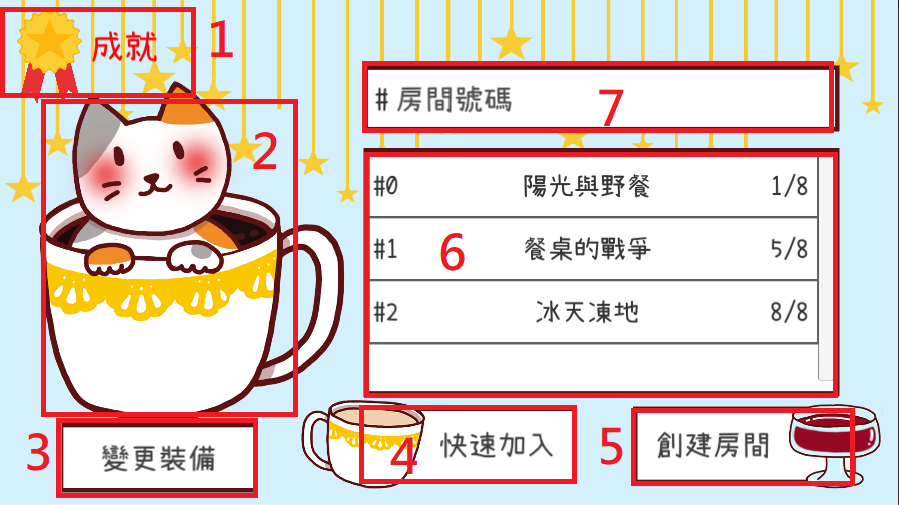 成就 1
2
# 房間號碼 7
#0 陽光與野餐 1/8
#1 餐桌的戰爭 5/8
6
#2 冰天凍地 8/8
3 變更裝備
4 快速加入
5 創建房間